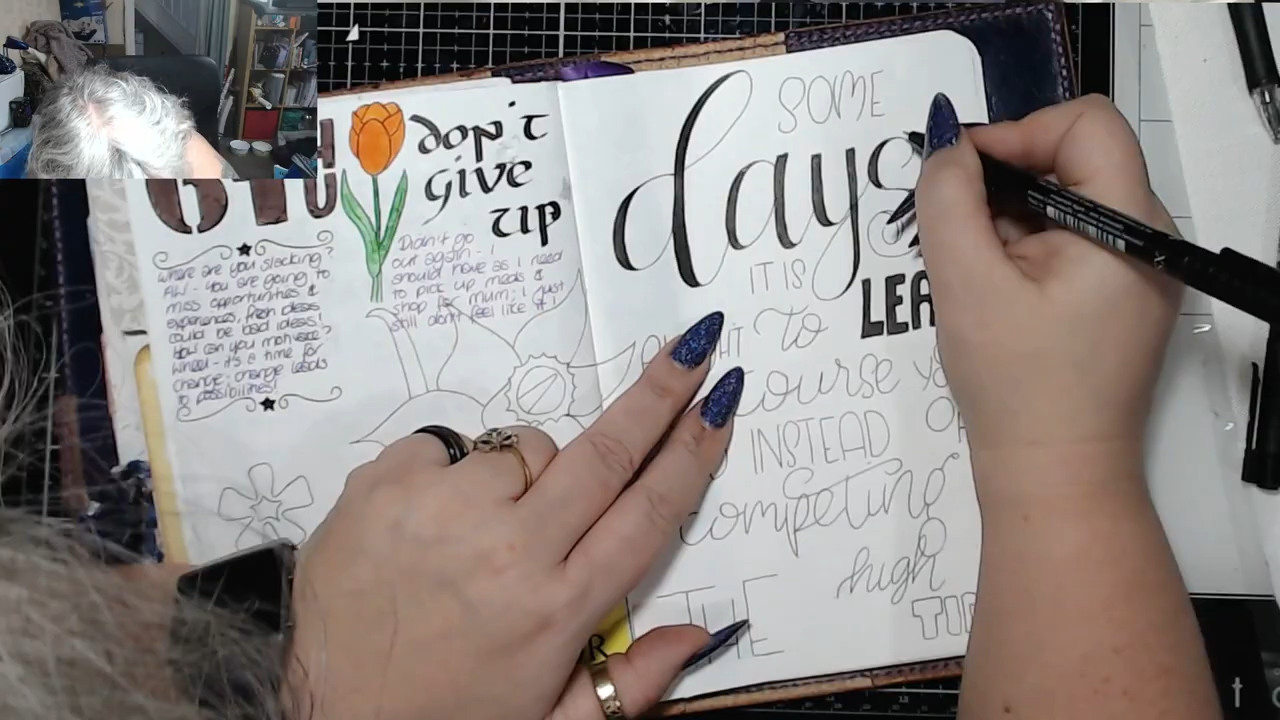 don't
give
up
where are you slacking?
AW - you are going to
miss opportunities &
experiences, fresh ideas
could be bad ideas!
How can you motivate?
wheel - it's a time for
change - change leads
to possibilities!
Didn't go
out again - I
should have as I need
to pick up meds &
shop for mum; I just
still don't feel like it!
SOME
days
IT IS
LEA
to
course
INSTEAD
competing
high
TID
THE
R